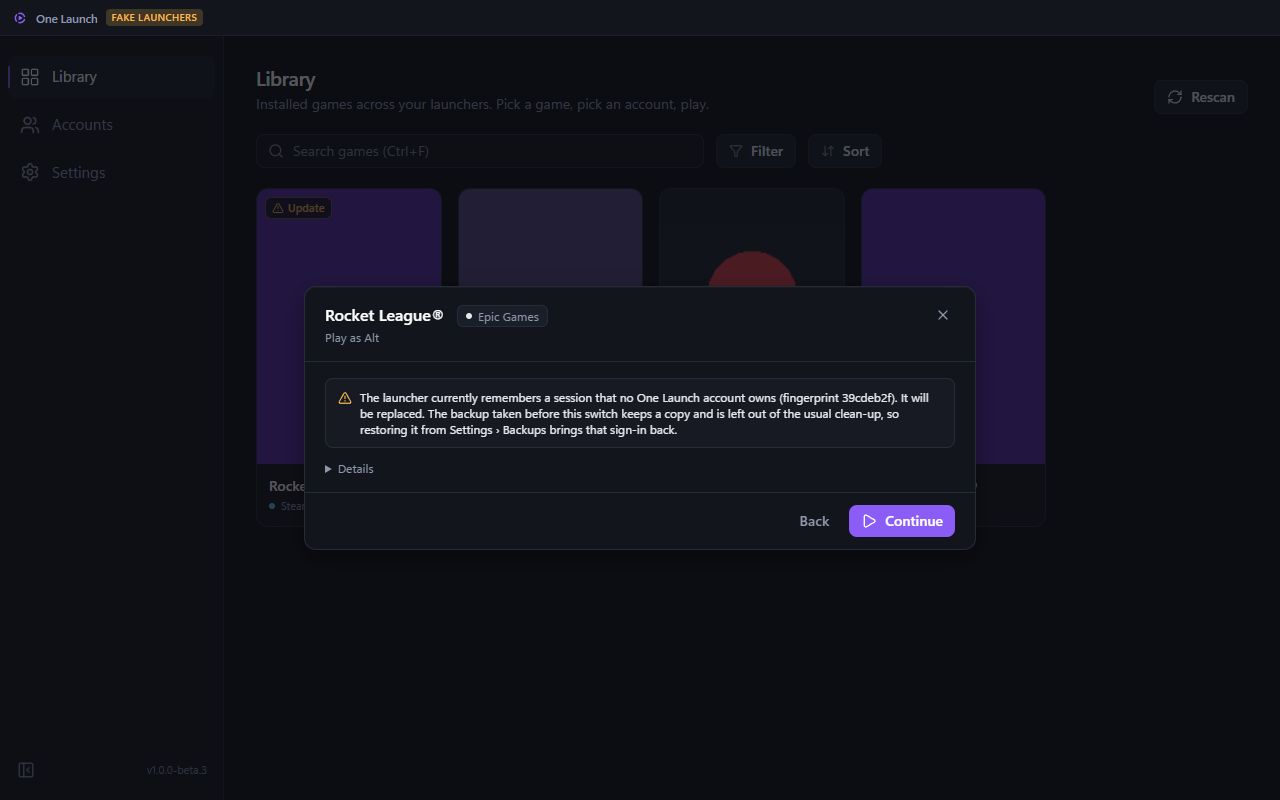 One Launch FAKE LAUNCHERS
Library
Accounts
Settings
v1.0.0-beta.3
Library
Installed games across your launchers. Pick a game, pick an account, play.
Rescan
Search games (Ctrl+F)
Filter
Sort
Update
Rocket League® Epic Games
Play as Alt
The launcher currently remembers a session that no One Launch account owns (fingerprint 39cdeb2f). It will
be replaced. The backup taken before this switch keeps a copy and is left out of the usual clean-up, so
restoring it from Settings › Backups brings that sign-in back.
Details
Back
Continue